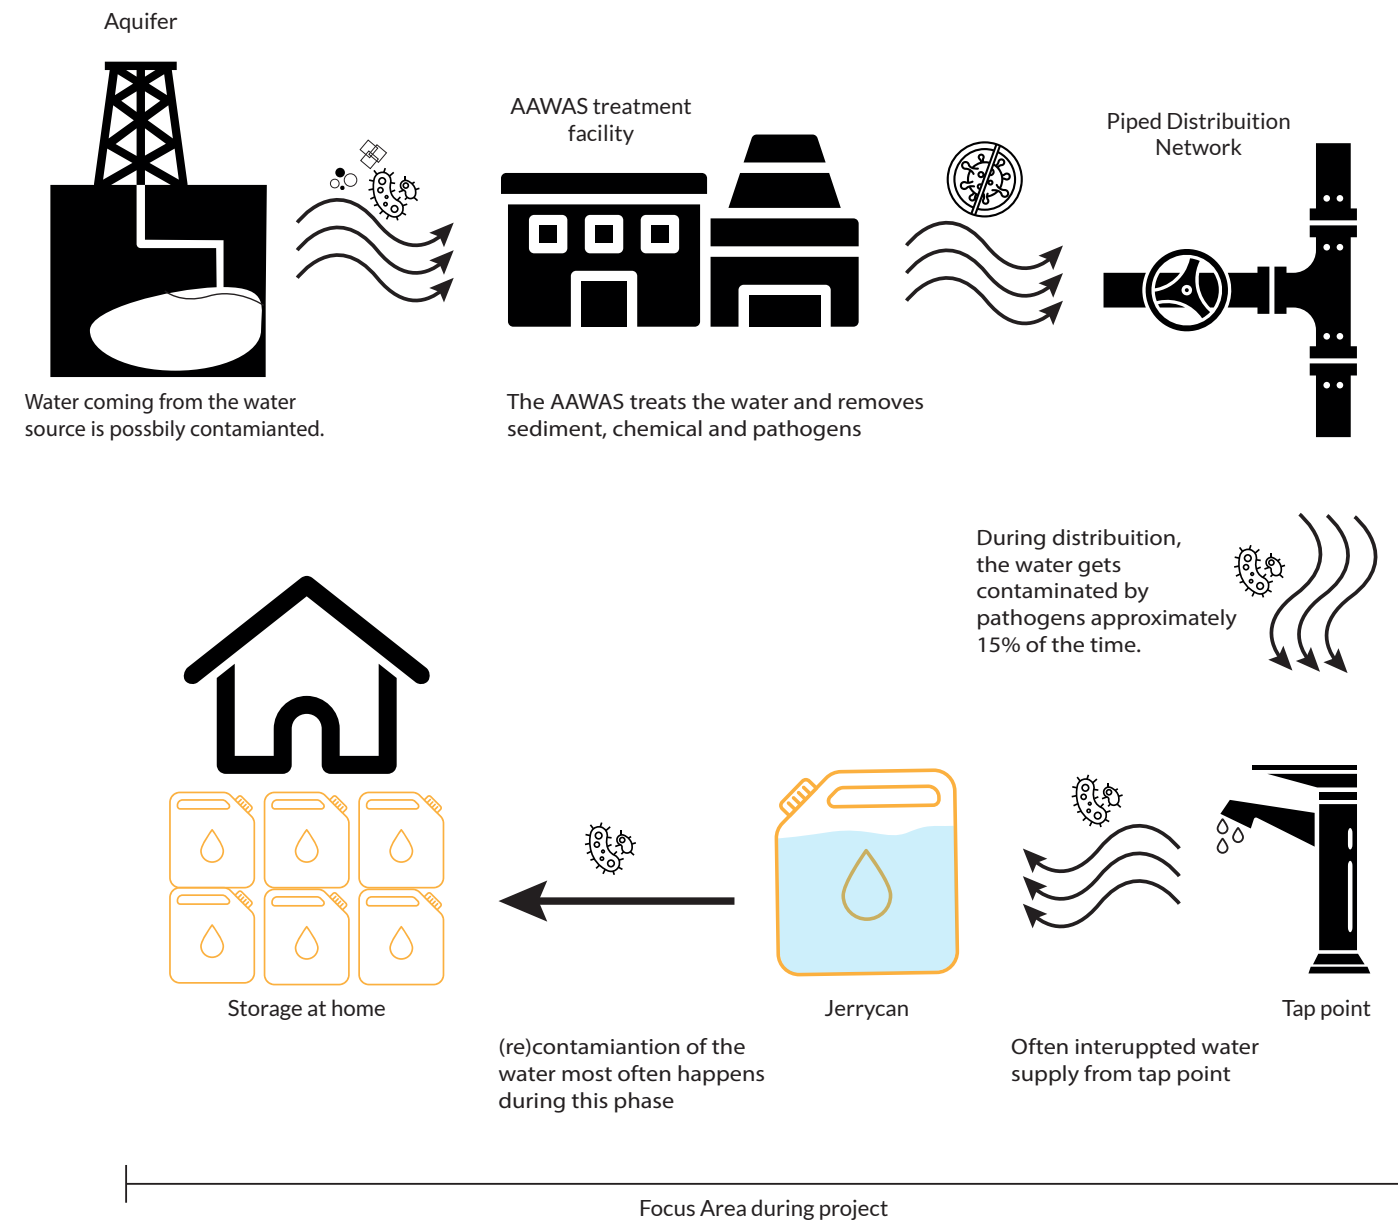 Aquifer
AAWAS treatment
facility
Piped Distribuition
Network
Water coming from the water
source is possbily contamianted.
The AAWAS treats the water and removes
sediment, chemical and pathogens
During distribuition,
the water gets
contaminated by
pathogens approximately
15% of the time.
Storage at home
Jerrycan
Tap point
(re)contamiantion of the
water most often happens
during this phase
Often interuppted water
supply from tap point
Focus Area during project